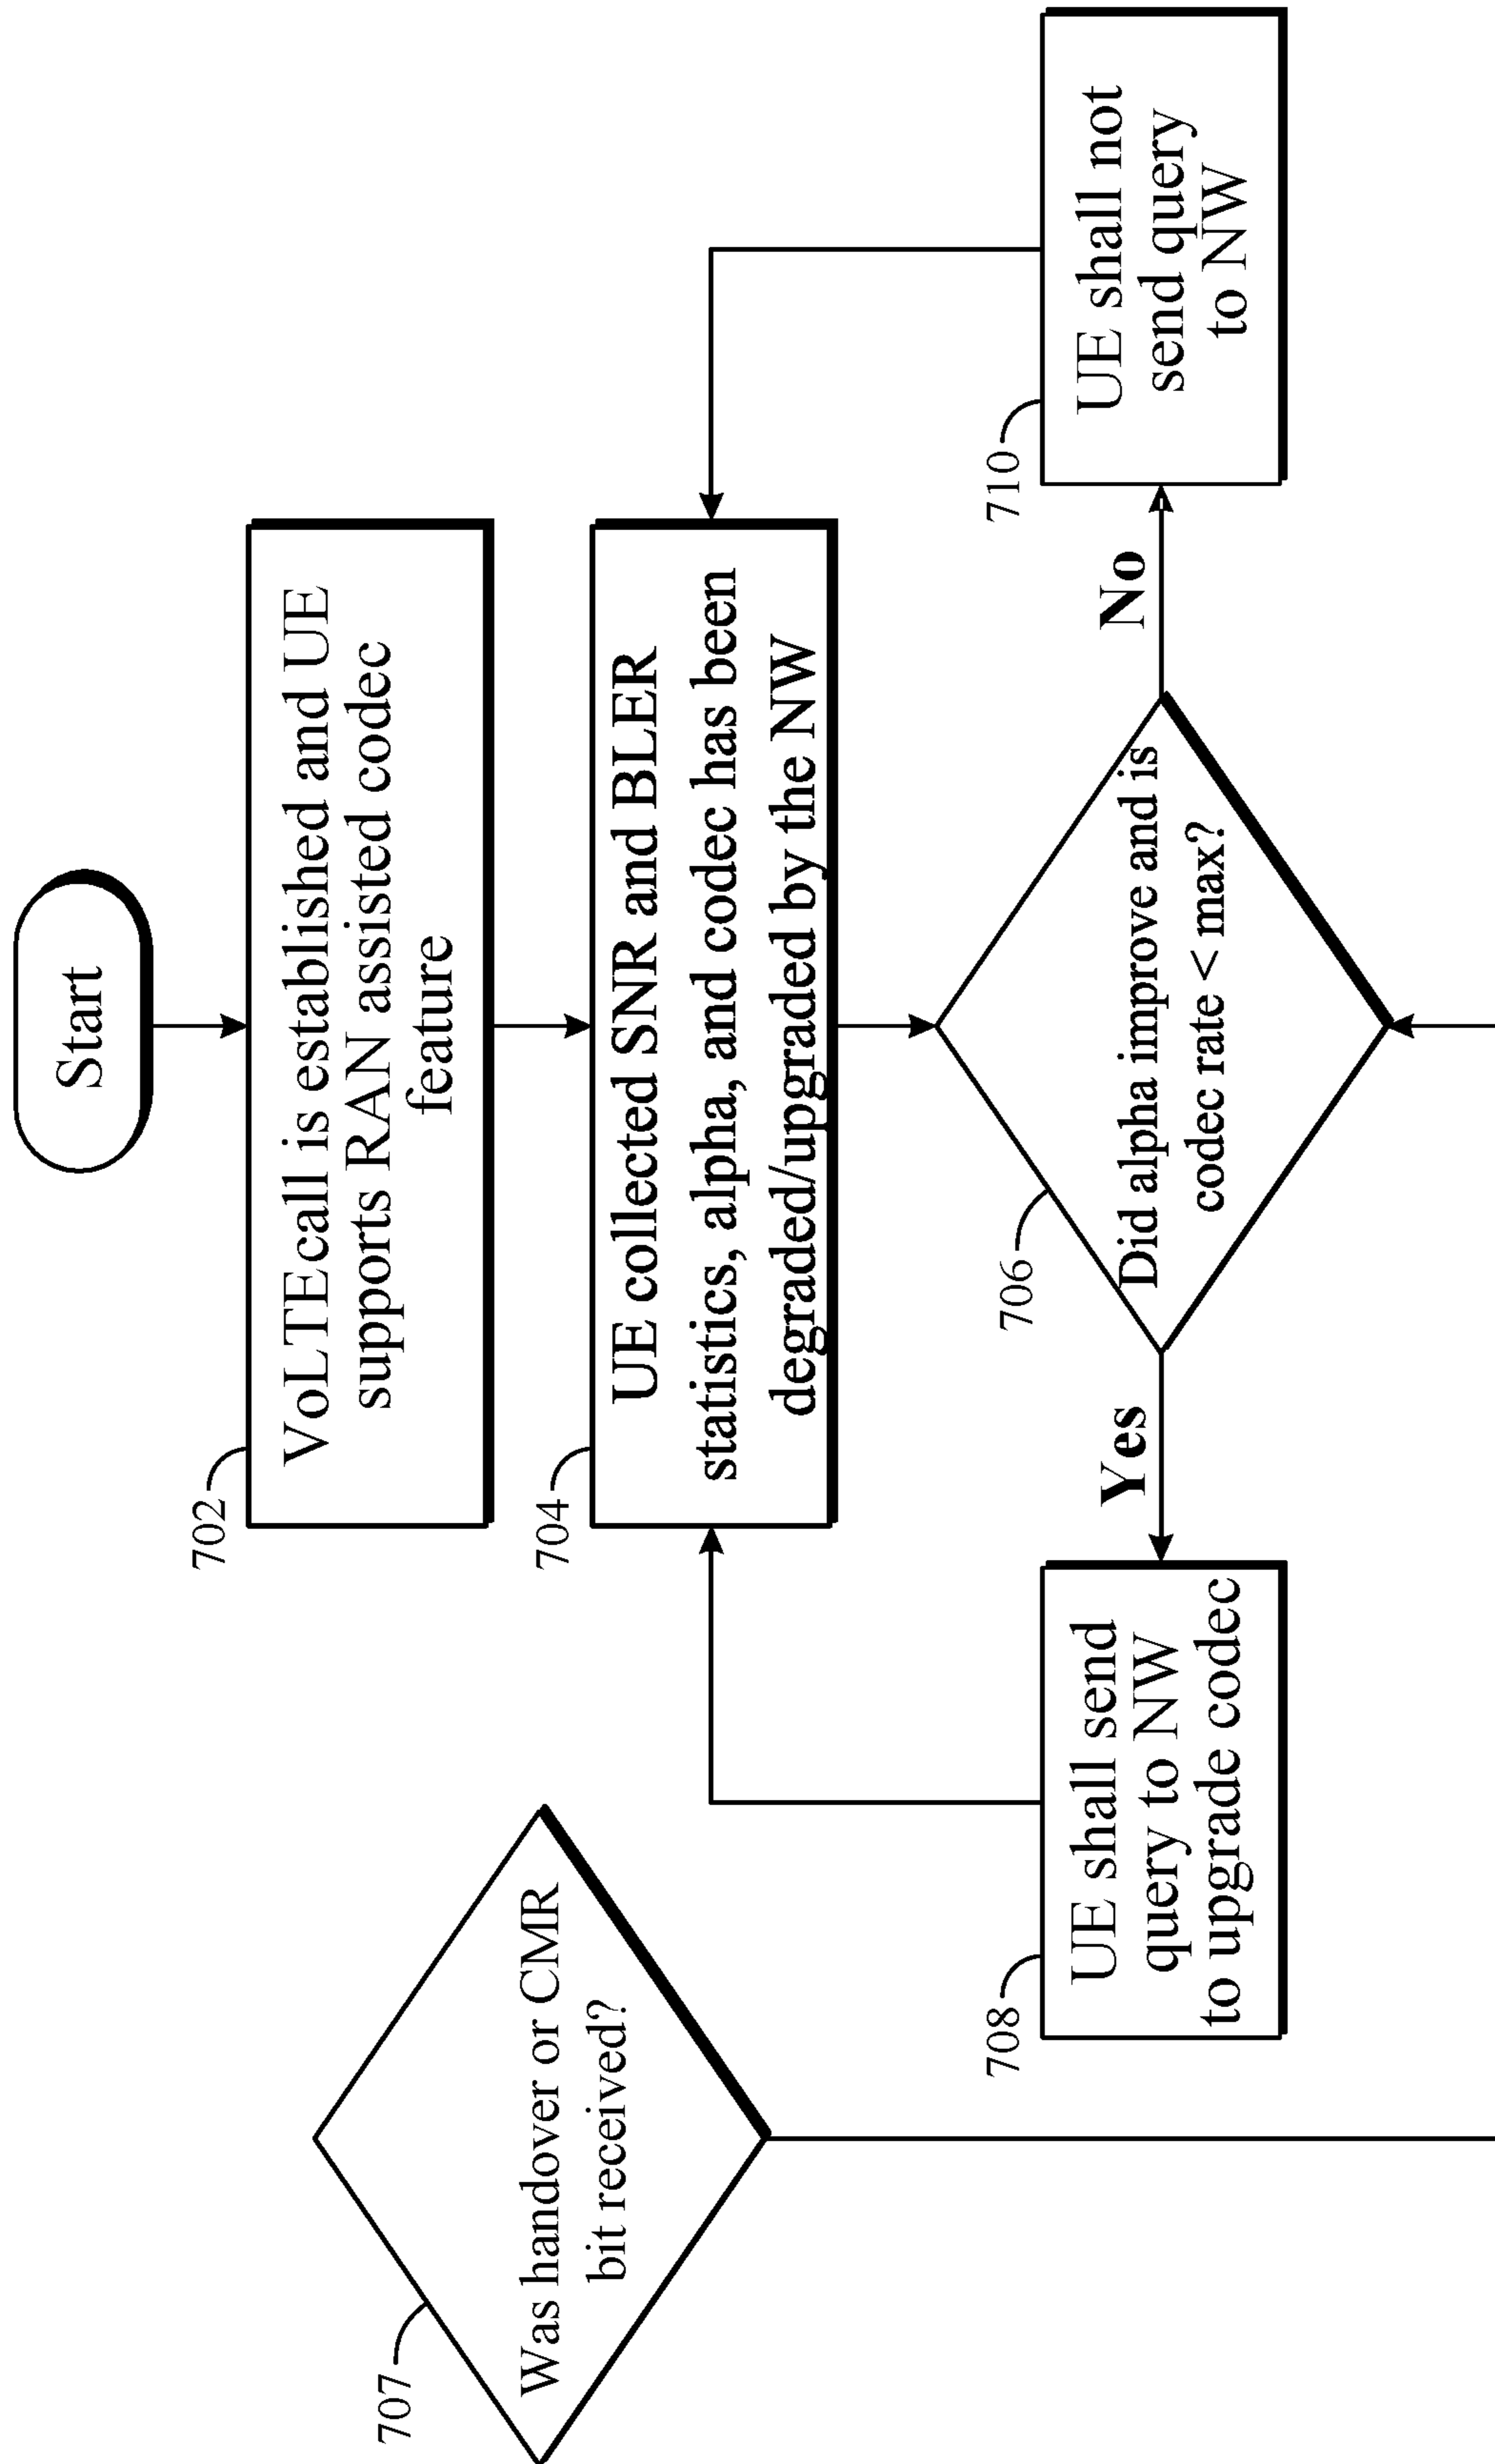 Start
702
VoLTEcall is established and UE
supports RAN assisted codec
feature
704
UE collected SNR and BLER
statistics, alpha, and codec has been
degraded/upgraded by the NW
707
Was handover or CMR
bit received?
706
Did alpha improve and is
codec rate < max?
Yes
No
708
UE shall send
query to NW
to upgrade codec
710
UE shall not
send query
to NW